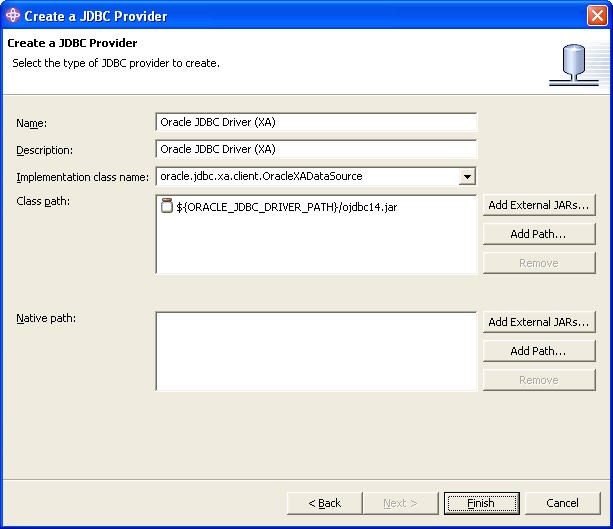 Create a JDBC Provider
Create a JDBC Provider
Select the type of JDBC provider to create.
Name: Oracle JDBC Driver (XA)
Description: Oracle JDBC Driver (XA)
Implementation class name: oracle.jdbc.xa.client.OracleXADataSource
Class path: ${ORACLE_JDBC_DRIVER_PATH}/ojdbc14.jar Add External JARs...
Add Path...
Remove
Native path: Add External JARs...
Add Path...
Remove
< Back Next > Finish Cancel